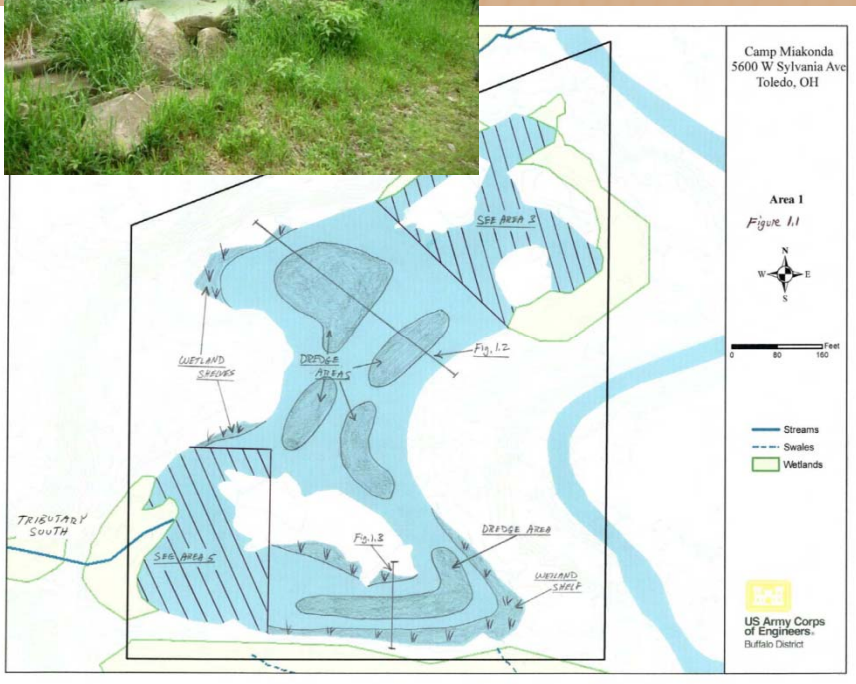 Camp Miakonda
5600 W Sylvania Ave
Toledo, OH
Area 1
Figure 1.1
N
W E
S
Feet
0 80 160
Streams
Swales
Wetlands
US Army Corps
of Engineers®
Buffalo District
SEE AREA 3
WETLAND
SHELVES
DREDGE
AREAS
Fig. 1.2
TRIBUTARY
SOUTH
SEE AREA 5
Fig. 1.3
DREDGE AREA
WETLAND
SHELF